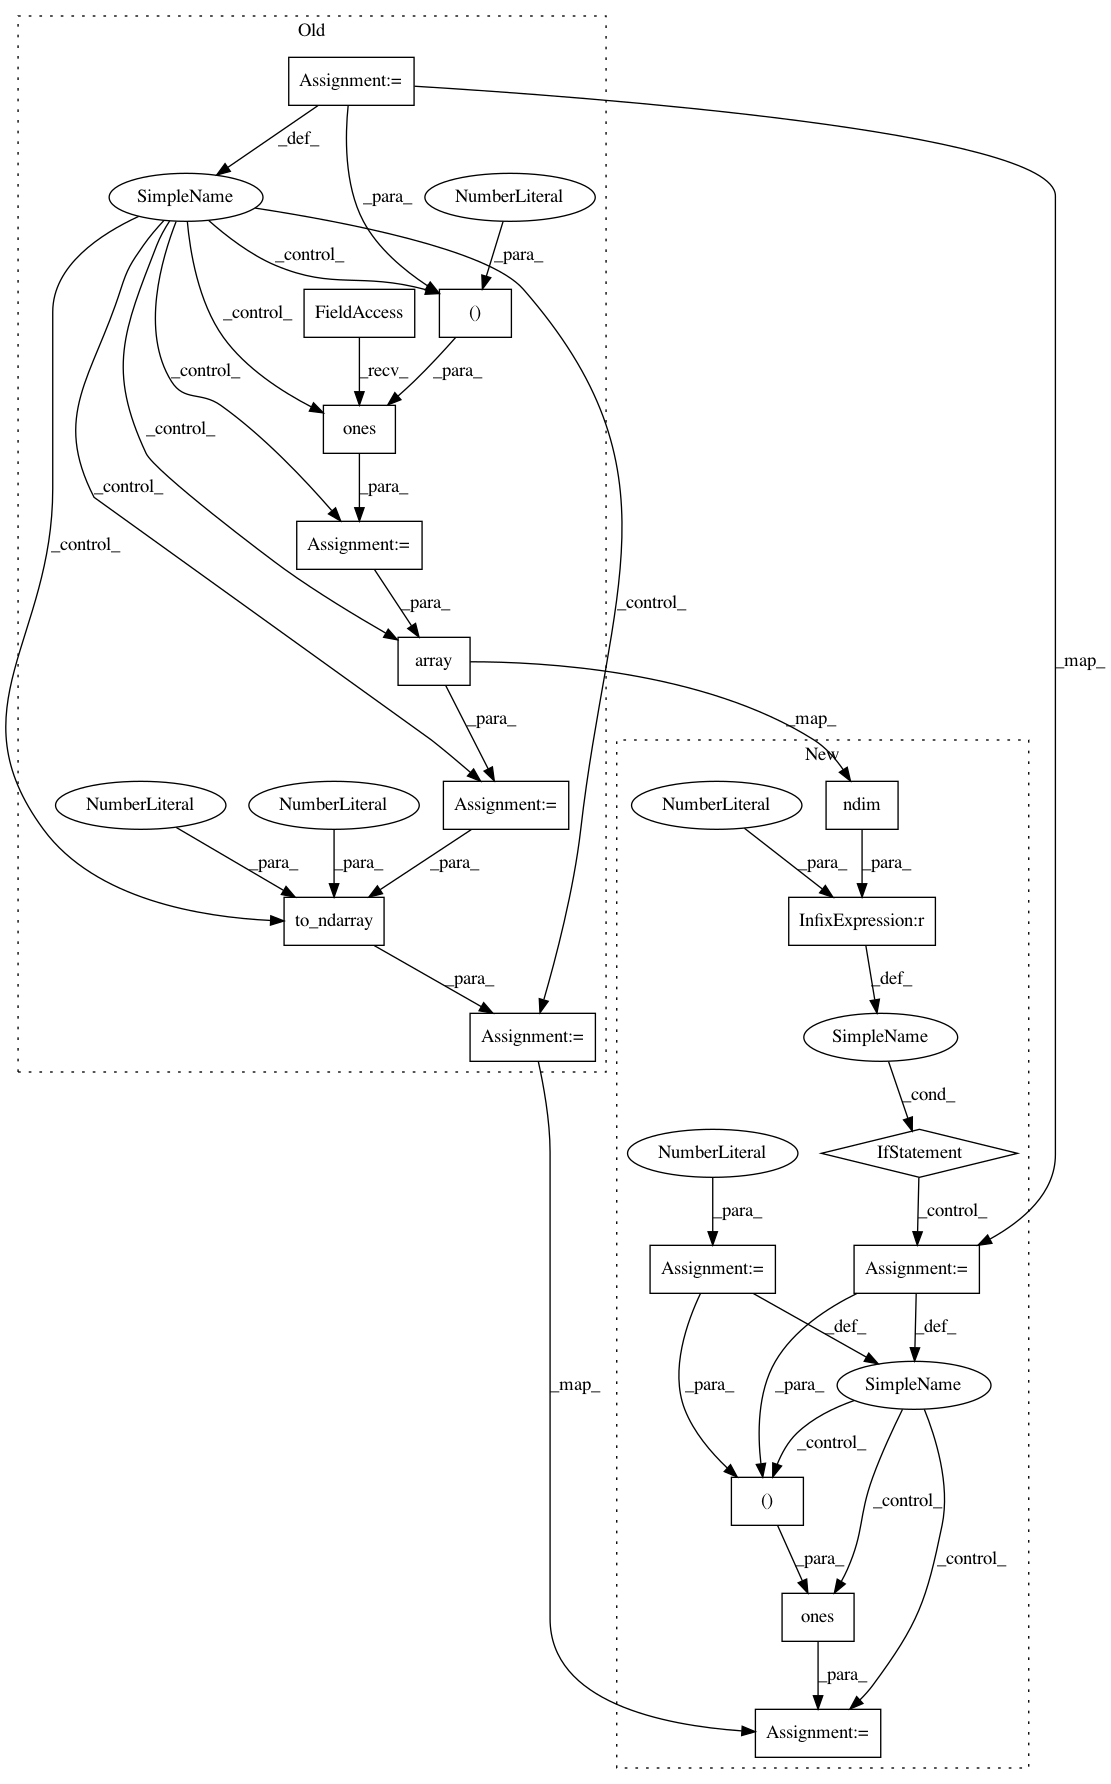 Old
Assignment:=
_def_
SimpleName
_para_
NumberLiteral
_control_
_para_
FieldAccess
()
_control_
_recv_
_para_
_control_
ones
_control_
_para_
_control_
Assignment:=
_control_
_para_
_control_
array
_map_
_para_
_map_
New
NumberLiteral
NumberLiteral
Assignment:=
NumberLiteral
ndim
_para_
_para_
_para_
_para_
_para_
to_ndarray
InfixExpression:r
_para_
_def_
Assignment:=
SimpleName
_cond_
NumberLiteral
IfStatement
_para_
_control_
Assignment:=
Assignment:=
_def_
_def_
_map_
_para_
_para_
SimpleName
_control_
()
_control_
_para_
_control_
ones
_para_
Assignment:=